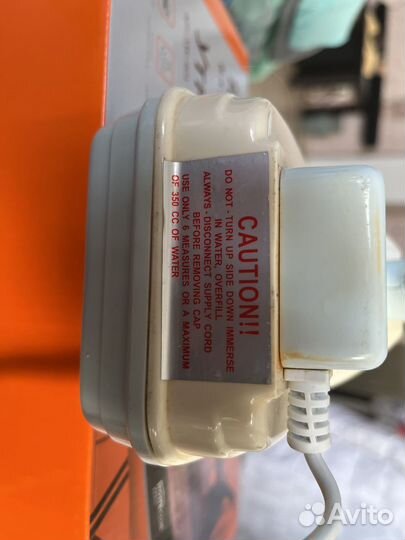 CAUTION!!
DO NOT - TURN UP SIDE DOWN IMMERSE
IN WATER, OVERFILL
ALWAYS - DISCONNECT SUPPLY CORD
BEFORE REMOVING CAP
USE ONLY 6 MEASURES OR A MAXIMUM
OF 350 CC OF WATER
Avito